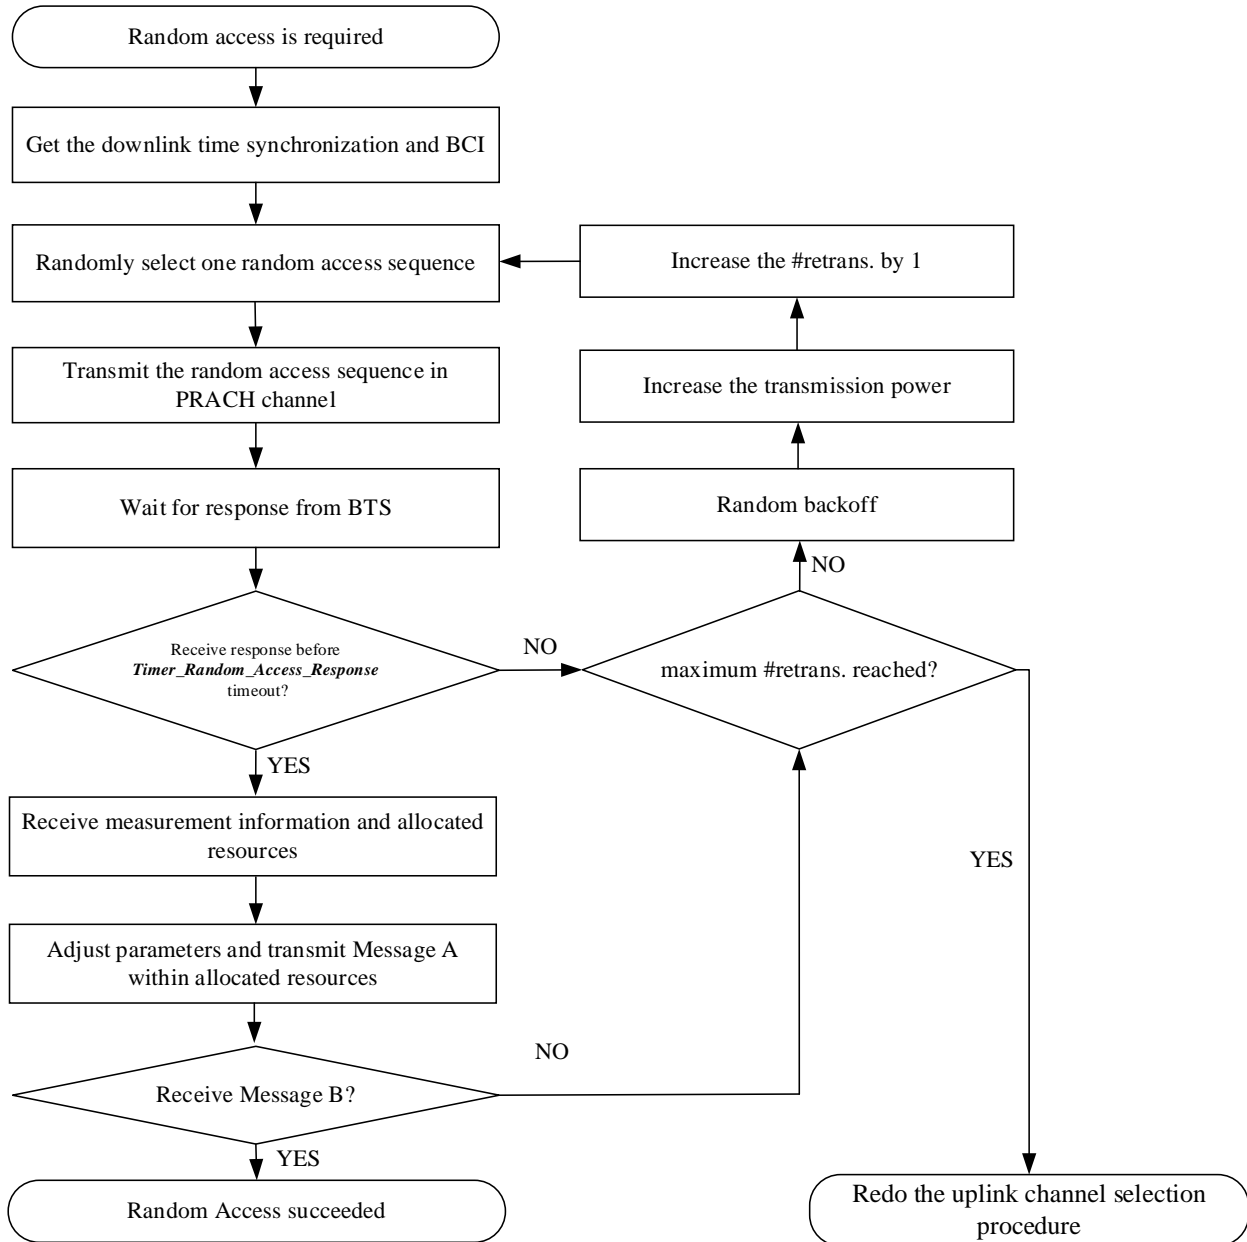 Random access is required
Get the downlink time synchronization and BCI
Randomly select one random access sequence
Increase the #retrans. by 1
Transmit the random access sequence in
PRACH channel
Increase the transmission power
Wait for response from BTS
Random backoff
NO
Receive response before
Timer_Random_Access_Response
timeout?
NO
maximum #retrans. reached?
YES
Receive measurement information and allocated
resources
YES
Adjust parameters and transmit Message A
within allocated resources
NO
Receive Message B?
YES
Random Access succeeded
Redo the uplink channel selection
procedure